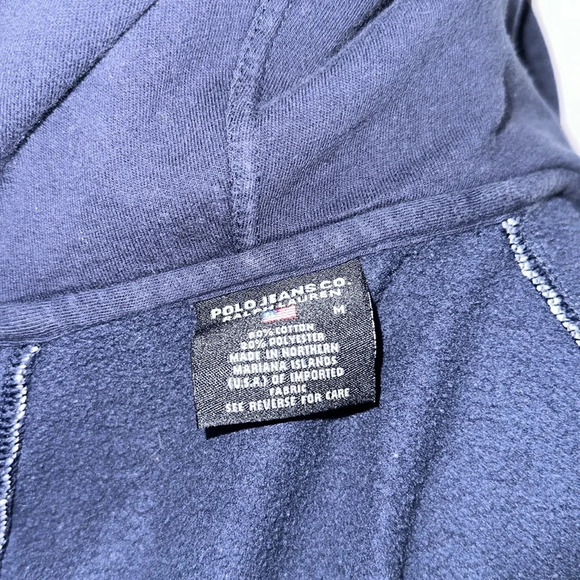 POLO JEANS CO.
RALPH LAUREN
M
80% COTTON
20% POLYESTER
MADE IN NORTHERN
MARIANA ISLANDS
(U.S.A.) OF IMPORTED
FABRIC
SEE REVERSE FOR CARE